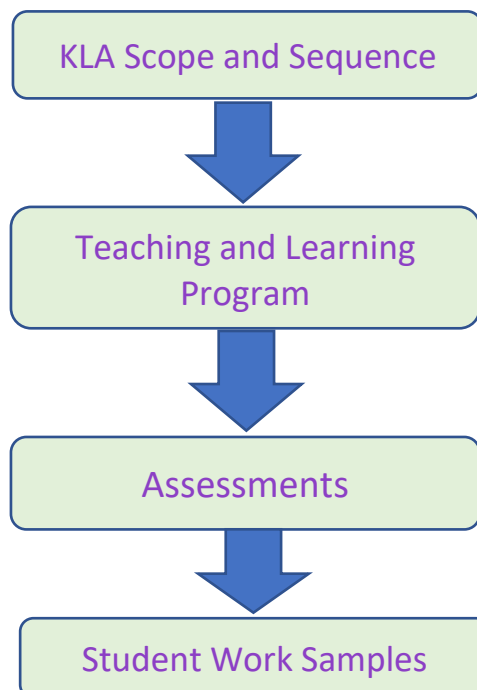 KLA Scope and Sequence
Teaching and Learning
Program
Assessments
Student Work Samples